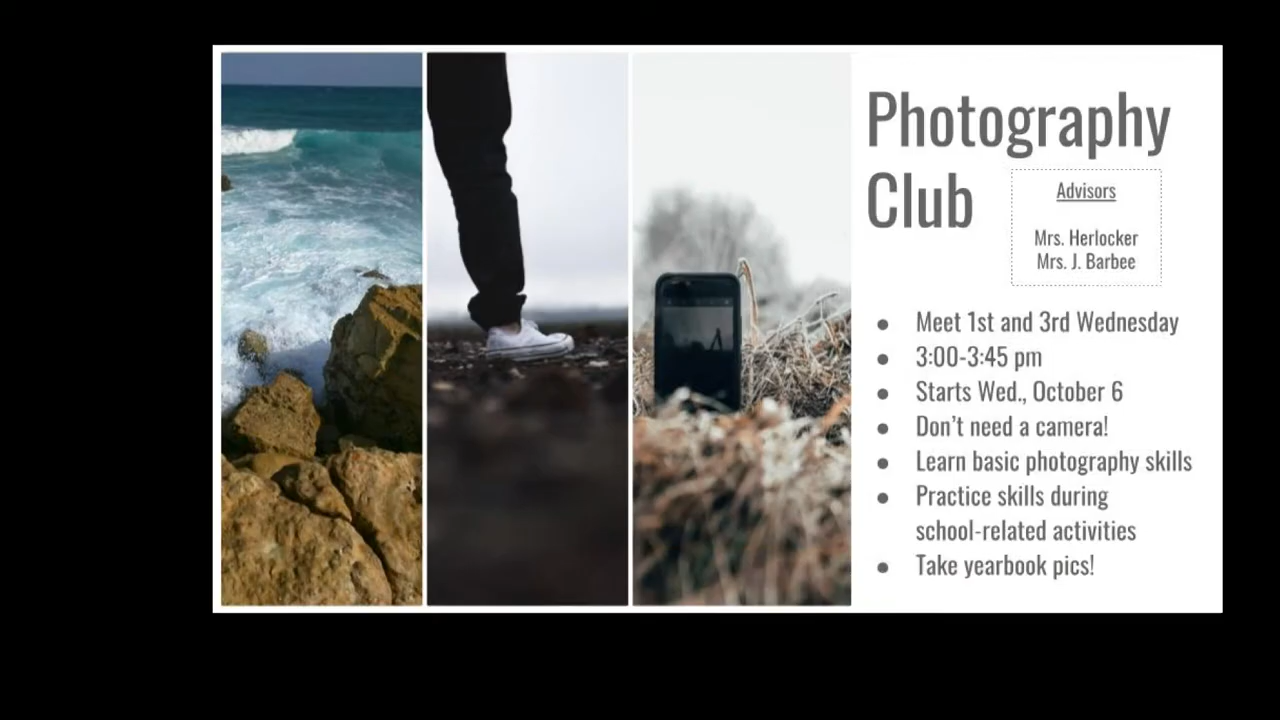 Photography
Club
Advisors
Mrs. Herlocker
Mrs. J. Barbee
● Meet 1st and 3rd Wednesday
● 3:00-3:45 pm
● Starts Wed., October 6
● Don't need a camera!
● Learn basic photography skills
● Practice skills during
school-related activities
● Take yearbook pics!